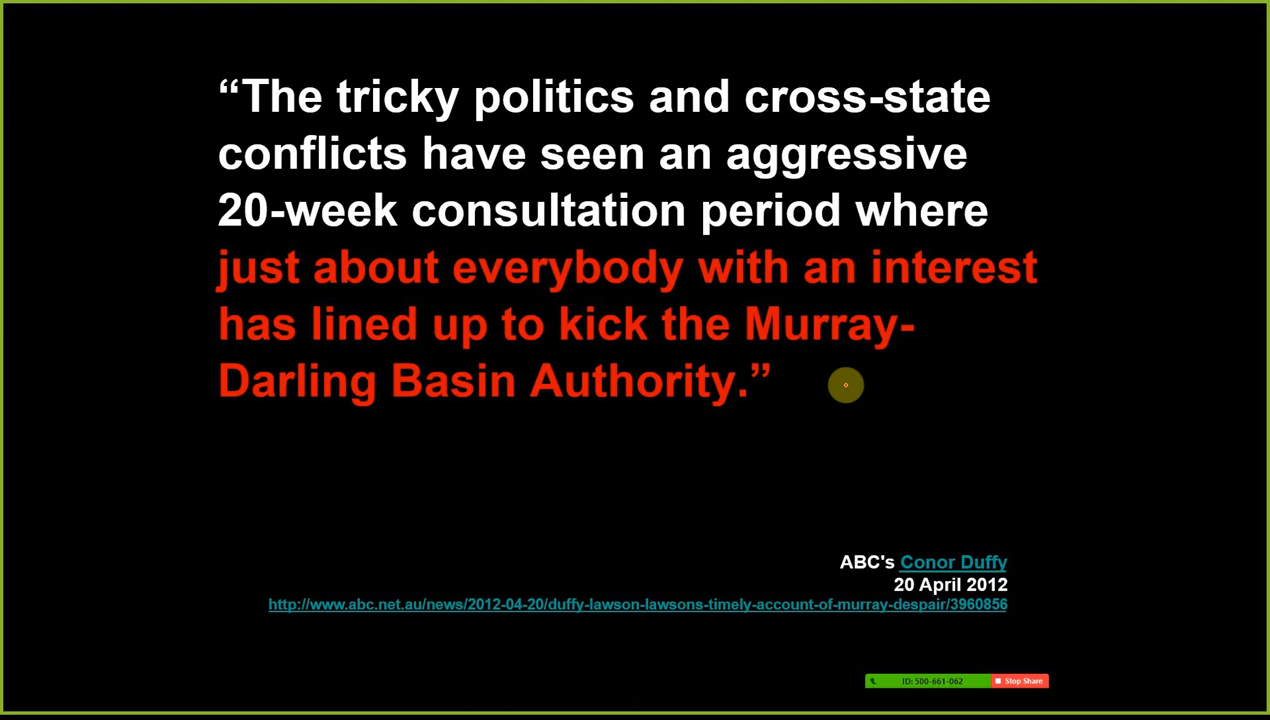 “The tricky politics and cross-state
conflicts have seen an aggressive
20-week consultation period where
just about everybody with an interest
has lined up to kick the Murray-
Darling Basin Authority.”
ABC's Conor Duffy
20 April 2012
http://www.abc.net.au/news/2012-04-20/duffy-lawson-lawsons-timely-account-of-murray-despair/3960856
ID: 500-661-062 Stop Share